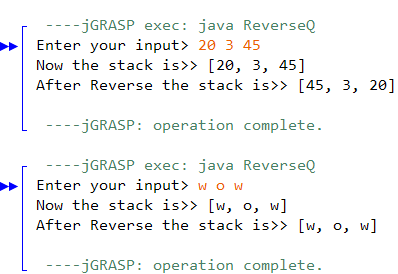 ----jGRASP exec: java ReverseQ
Enter your input> 20 3 45
Now the stack is>> [20, 3, 45]
After Reverse the stack is>> [45, 3, 20]
----jGRASP: operation complete.
----jGRASP exec: java ReverseQ
Enter your input> w o w
Now the stack is>> [w, o, w]
After Reverse the stack is>> [w, o, w]
----jGRASP: operation complete.